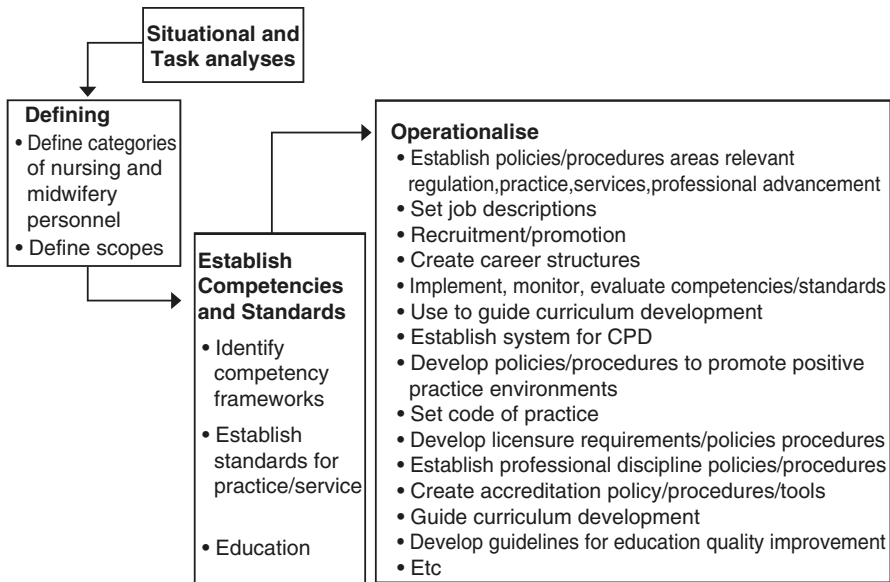 Situational and
Task analyses
Defining
• Define categories
of nursing and
midwifery
personnel
• Define scopes
Establish
Competencies
and Standards
• Identify
competency
frameworks
• Establish
standards for
practice/service
• Education
Operationalise
• Establish policies/procedures areas relevant
regulation,practice,services,professional advancement
• Set job descriptions
• Recruitment/promotion
• Create career structures
• Implement, monitor, evaluate competencies/standards
• Use to guide curriculum development
• Establish system for CPD
• Develop policies/procedures to promote positive
practice environments
• Set code of practice
• Develop licensure requirements/policies procedures
• Establish professional discipline policies/procedures
• Create accreditation policy/procedures/tools
• Guide curriculum development
• Develop guidelines for education quality improvement
• Etc